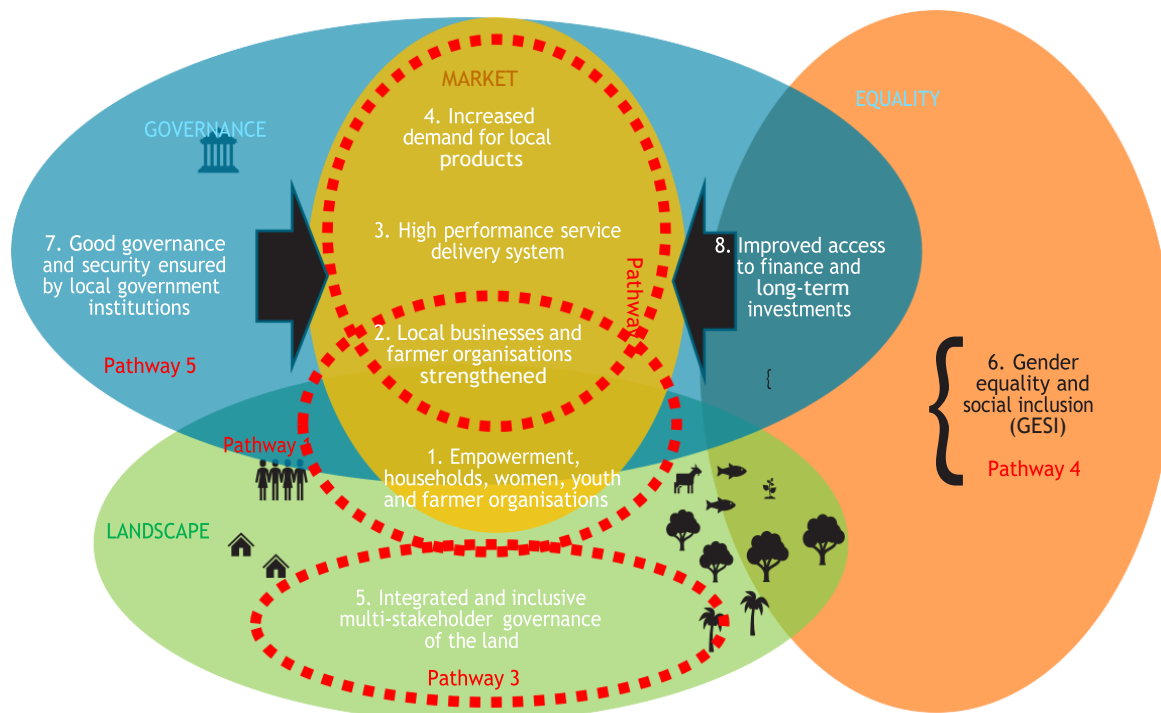 MARKET
4. Increased
demand for local
products
EQUALITY
GOVERNANCE
3. High performance service
delivery system
7. Good governance
and security ensured
by local government
institutions
8. Improved access
to finance and
long-term
investments
Pathway
2. Local businesses and
farmer organisations
strengthened
Pathway 5
{
6. Gender
equality and
social inclusion
(GESI)
{
Pathway 4
Pathway 1
1. Empowerment,
households, women, youth
and farmer organisations
LANDSCAPE
5. Integrated and inclusive
multi-stakeholder governance
of the land
Pathway 3